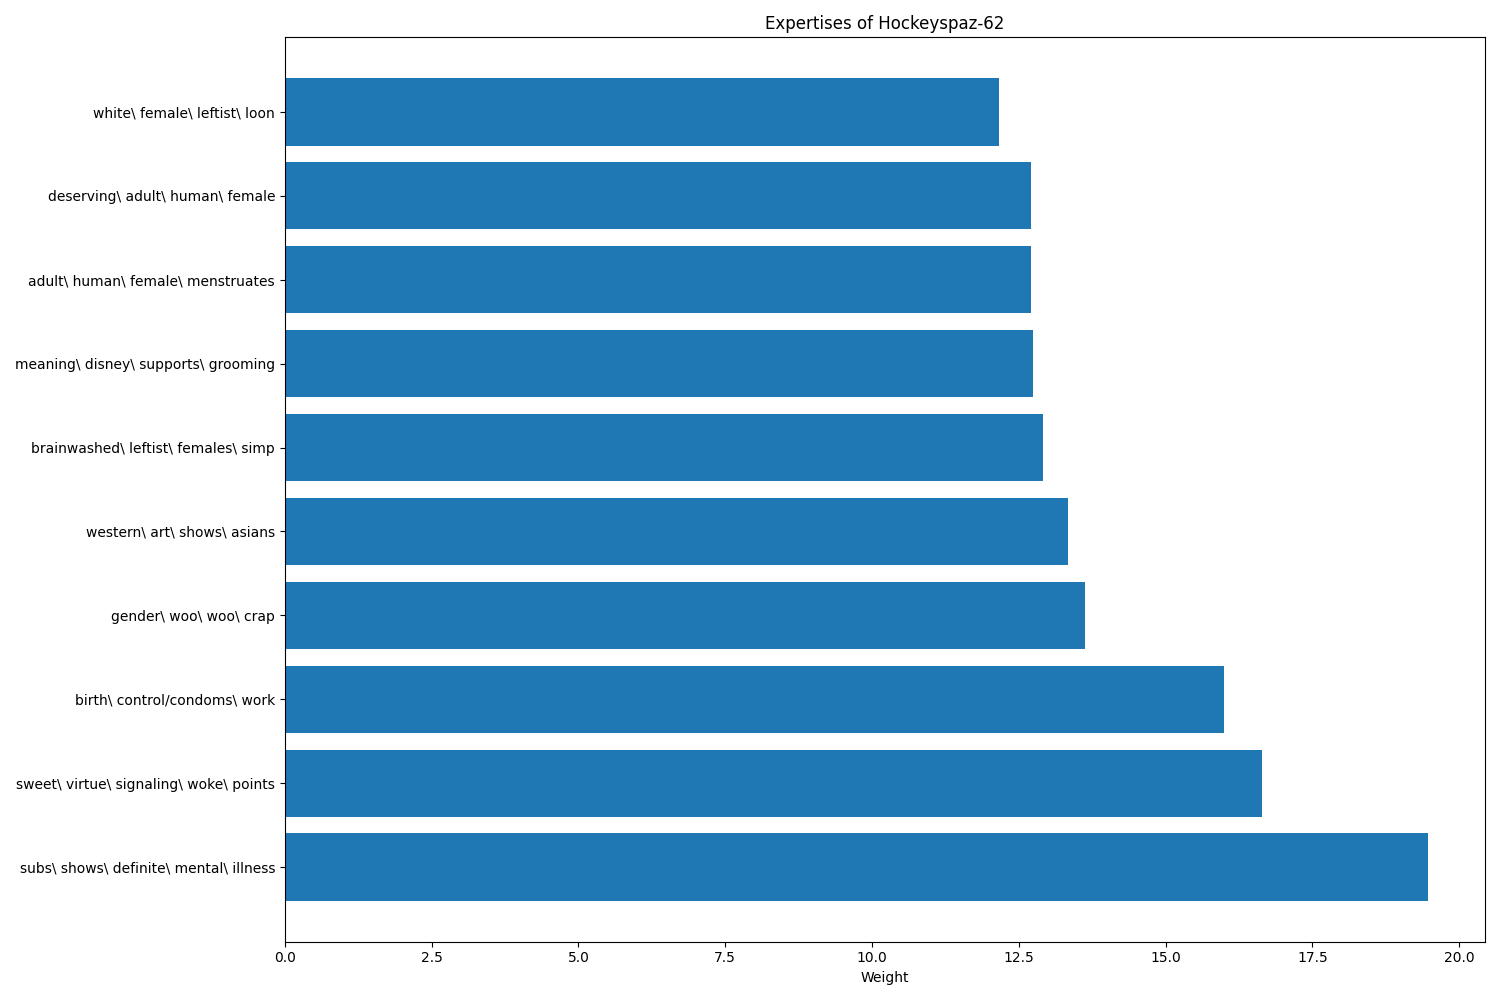 Expertises of Hockeyspaz-62
white\ female\ leftist\ loon
deserving\ adult\ human\ female
adult\ human\ female\ menstruates
meaning\ disney\ supports\ grooming
brainwashed\ leftist\ females\ simp
western\ art\ shows\ asians
gender\ woo\ woo\ crap
birth\ control/condoms\ work
sweet\ virtue\ signaling\ woke\ points
subs\ shows\ definite\ mental\ illness
0.0 2.5 5.0 7.5 10.0 12.5 15.0 17.5 20.0
Weight